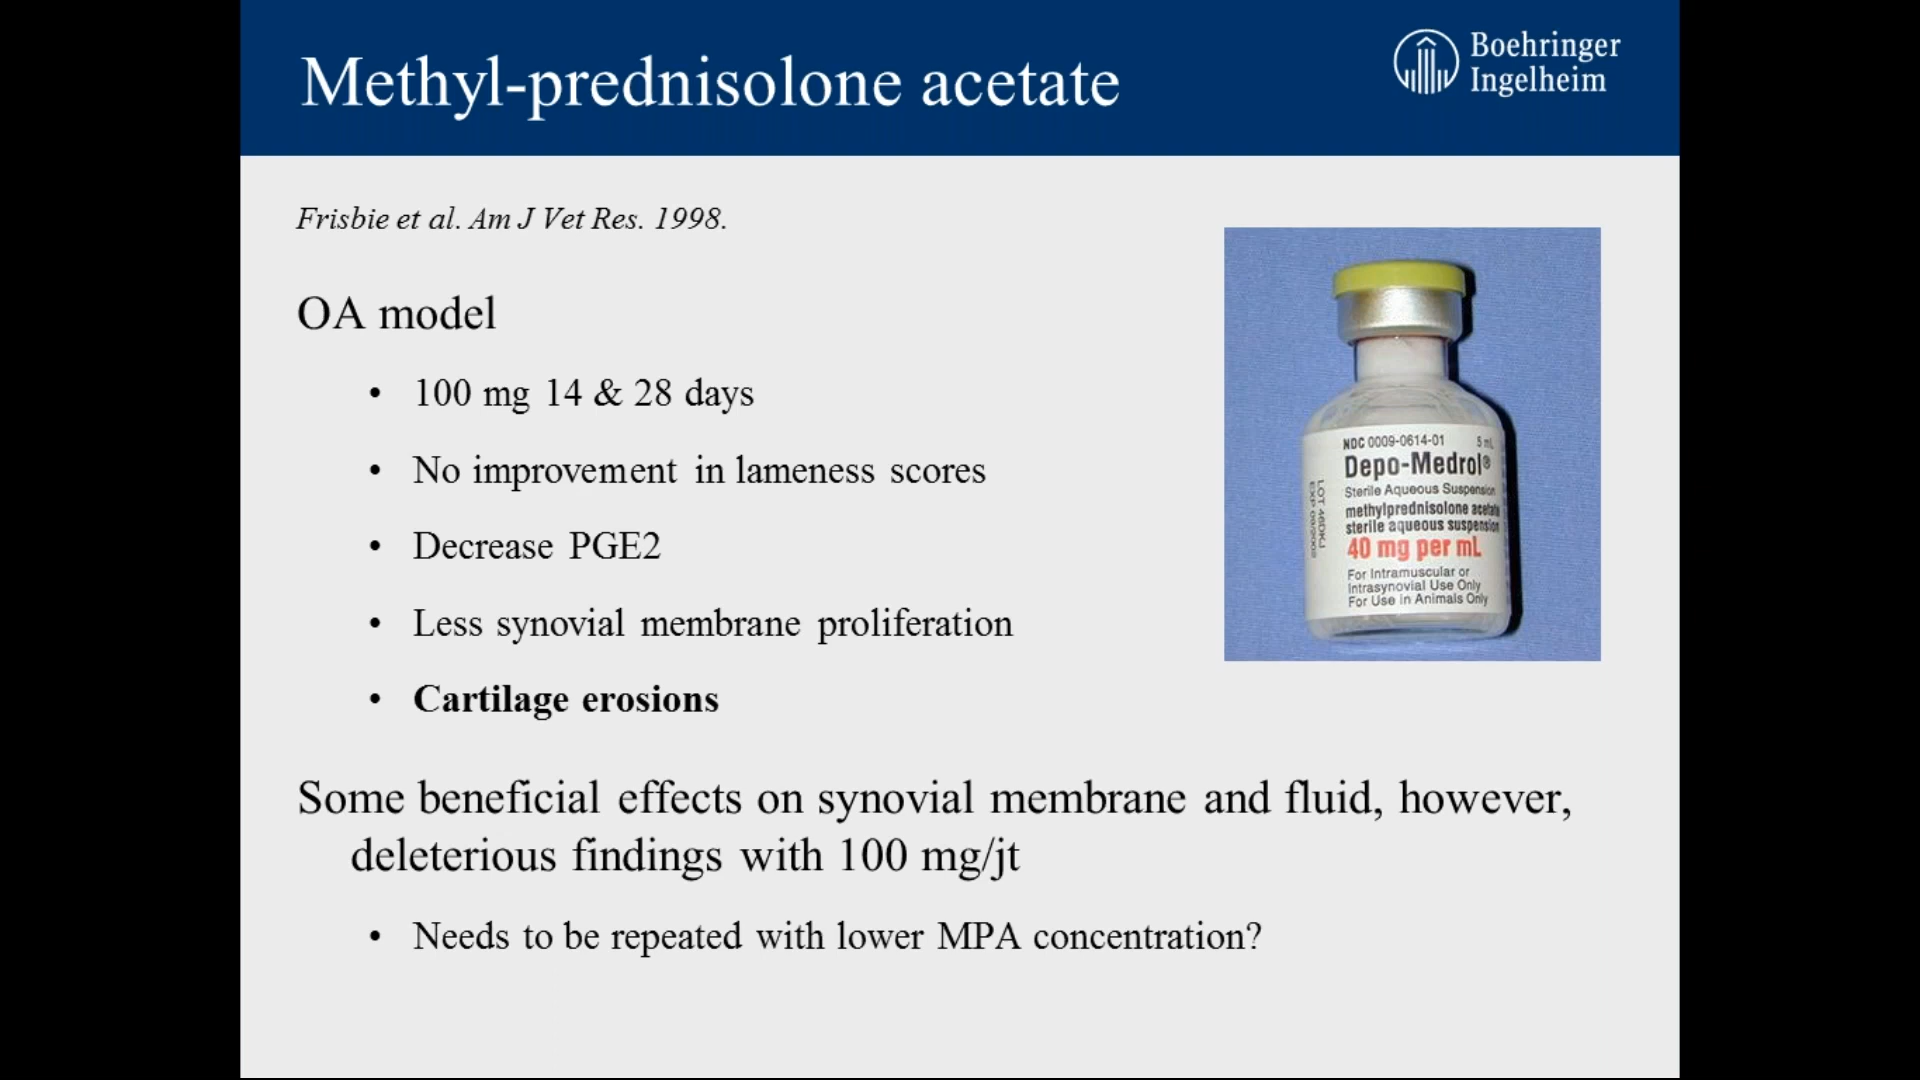 Methyl-prednisolone acetate
Boehringer
Ingelheim
Frisbie et al. Am J Vet Res. 1998.
OA model
• 100 mg 14 & 28 days
• No improvement in lameness scores
• Decrease PGE2
• Less synovial membrane proliferation
• Cartilage erosions
Some beneficial effects on synovial membrane and fluid, however,
deleterious findings with 100 mg/jt
• Needs to be repeated with lower MPA concentration?
NDC 0009-0614-01 5 mL
Depo-Medrol®
Sterile Aqueous Suspension
methylprednisolone acetate
sterile aqueous suspension
40 mg per mL
For Intramuscular or
Intrasynovial Use Only
For Use in Animals Only